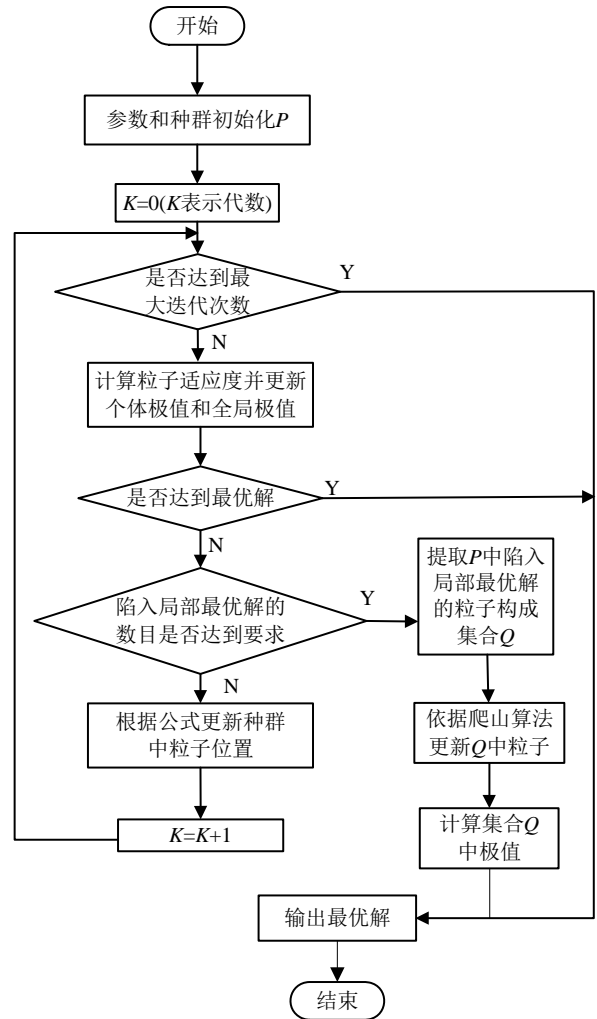 开始
参数和种群初始化P
K=0(K表示代数)
是否达到最
大迭代次数
Y
N
计算粒子适应度并更新
个体极值和全局极值
是否达到最优解
Y
N
陷入局部最优解的
数目是否达到要求
Y
N
提取P中陷入
局部最优解
的粒子构成
集合Q
根据公式更新种群
中粒子位置
依据爬山算法
更新Q中粒子
K=K+1
计算集合Q
中极值
输出最优解
结束